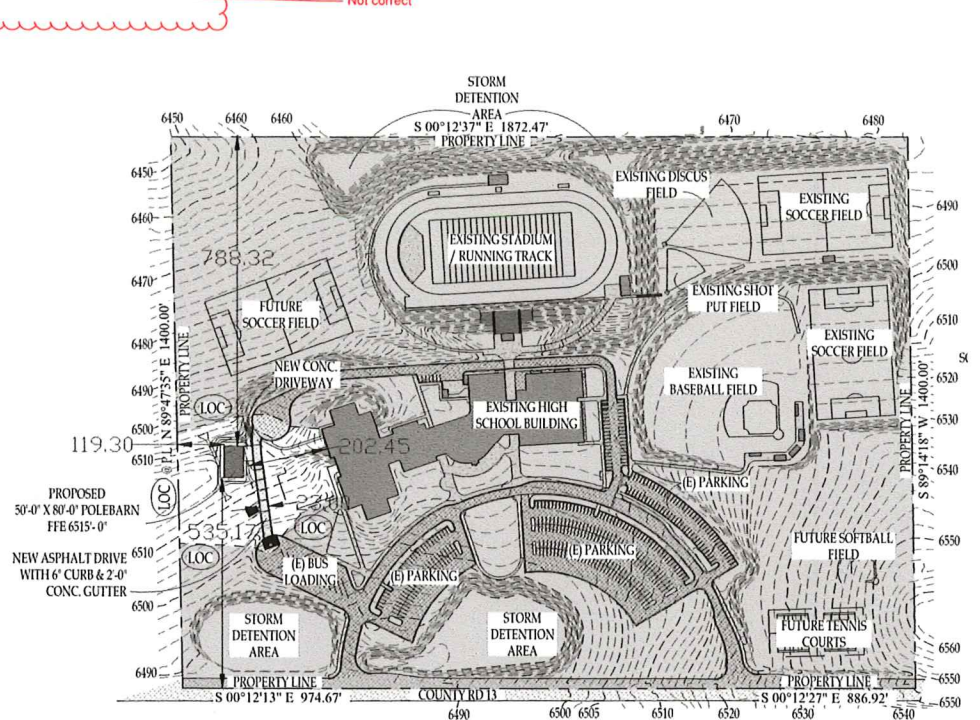 Not correct
STORM
DETENTION
AREA
S 00°12'37" E 1872.47'
PROPERTY LINE
6450
6460
6460
6470
6480
6450
6460
6470
6480
6490
6500
6510
EXISTING DISCUS
FIELD
EXISTING
SOCCER FIELD
6490
6500
6510
6520
6530
6540
6550
6560
6550
6550
EXISTING STADIUM
/ RUNNING TRACK
788.32
FUTURE
SOCCER FIELD
EXISTING SHOT
PUT FIELD
EXISTING
SOCCER FIELD
N 89°47'35" E 1400.00'
PROPERTY LINE
@ PL
NEW CONC.
DRIVEWAY
EXISTING
BASEBALL FIELD
EXISTING HIGH
SCHOOL BUILDING
PROPERTY LINE
S 89°14'18" W 1400.00'
LOC
119.30
202.45
PROPOSED
50'-0" X 80'-0" POLEBARN
FFE 6515'- 0"
LOC
535.17
LOC
LOC
(E) PARKING
NEW ASPHALT DRIVE
WITH 6" CURB & 2'-0"
CONC. GUTTER
6510
6500
6490
(E) BUS
LOADING
(E) PARKING
(E) PARKING
FUTURE SOFTBALL
FIELD
STORM
DETENTION
AREA
STORM
DETENTION
AREA
FUTURE TENNIS
COURTS
PROPERTY LINE
S 00°12'13" E 974.67'
COUNTY RD 13
PROPERTY LINE
S 00°12'27" E 886.92'
6490
6500
6505
6510
6530
6540